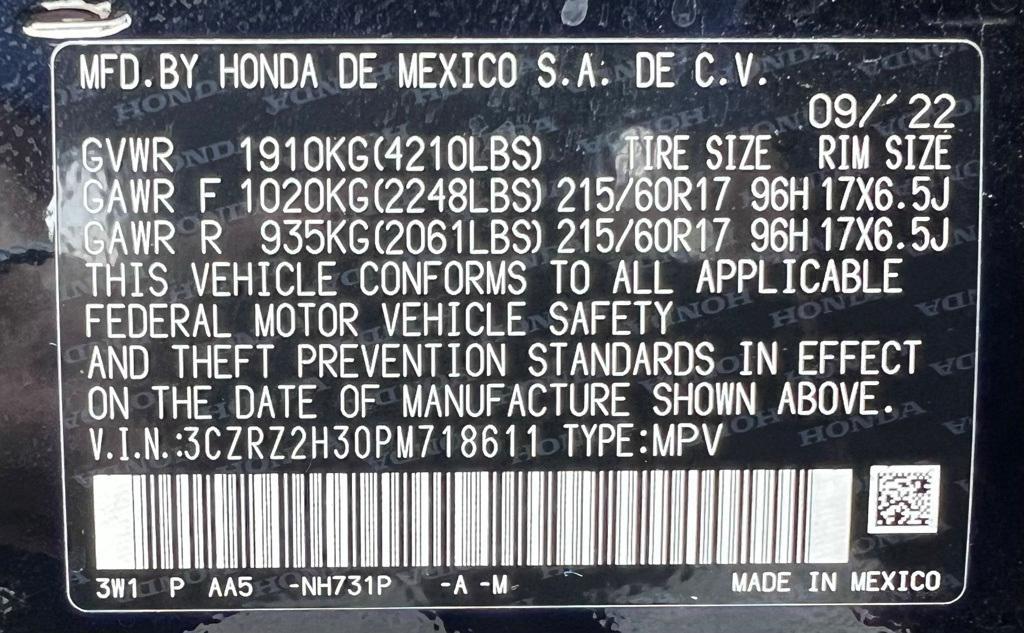 MFD.BY HONDA DE MEXICO S.A. DE C.V.
09/'22
GVWR 1910KG(4210LBS) TIRE SIZE RIM SIZE
GAWR F 1020KG(2248LBS) 215/60R17 96H 17X6.5J
GAWR R 935KG(2061LBS) 215/60R17 96H 17X6.5J
THIS VEHICLE CONFORMS TO ALL APPLICABLE
FEDERAL MOTOR VEHICLE SAFETY
AND THEFT PREVENTION STANDARDS IN EFFECT
ON THE DATE OF MANUFACTURE SHOWN ABOVE.
V.I.N.:3CZRZ2H30PM718611 TYPE:MPV
3W1 P AA5 -NH731P -A -M- MADE IN MEXICO